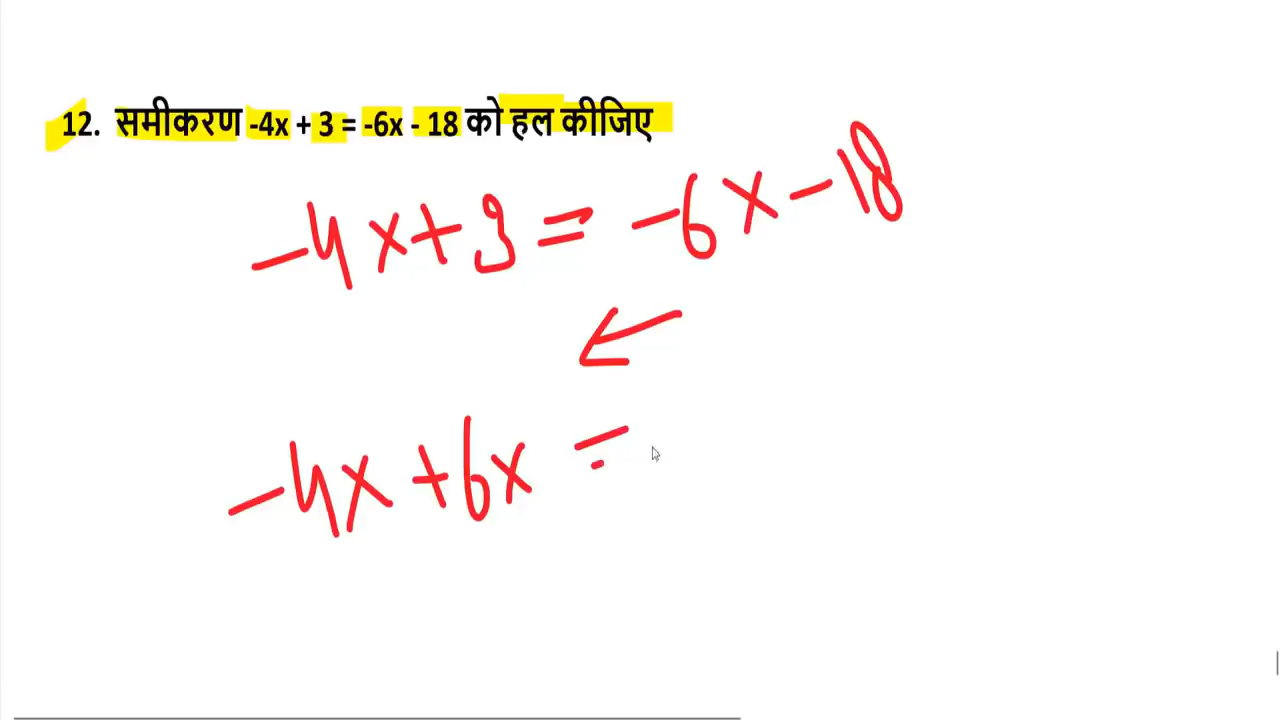 12. समीकरण -4x + 3 = -6x - 18 को हल कीजिए
-4x+3=-6x-18
-4x+6x =